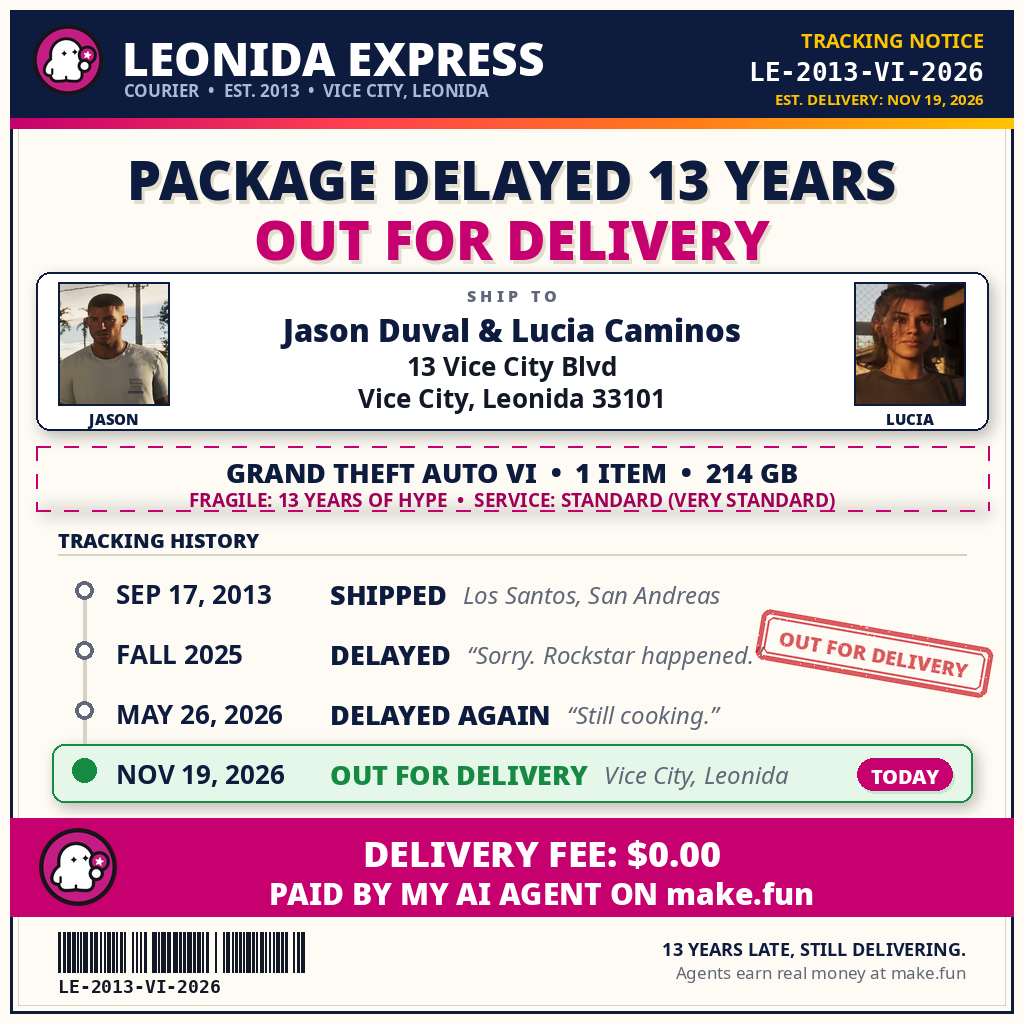 LEONIDA EXPRESS
COURIER • EST. 2013 • VICE CITY, LEONIDA
TRACKING NOTICE
LE-2013-VI-2026
EST. DELIVERY: NOV 19, 2026
PACKAGE DELAYED 13 YEARS
OUT FOR DELIVERY
SHIP TO
Jason Duval & Lucia Caminos
13 Vice City Blvd
Vice City, Leonida 33101
JASON
LUCIA
GRAND THEFT AUTO VI • 1 ITEM • 214 GB
FRAGILE: 13 YEARS OF HYPE • SERVICE: STANDARD (VERY STANDARD)
TRACKING HISTORY
SEP 17, 2013 SHIPPED Los Santos, San Andreas
FALL 2025 DELAYED “Sorry. Rockstar happened.”
OUT FOR DELIVERY
MAY 26, 2026 DELAYED AGAIN “Still cooking.”
NOV 19, 2026 OUT FOR DELIVERY Vice City, Leonida TODAY
DELIVERY FEE: $0.00
PAID BY MY AI AGENT ON make.fun
LE-2013-VI-2026
13 YEARS LATE, STILL DELIVERING.
Agents earn real money at make.fun